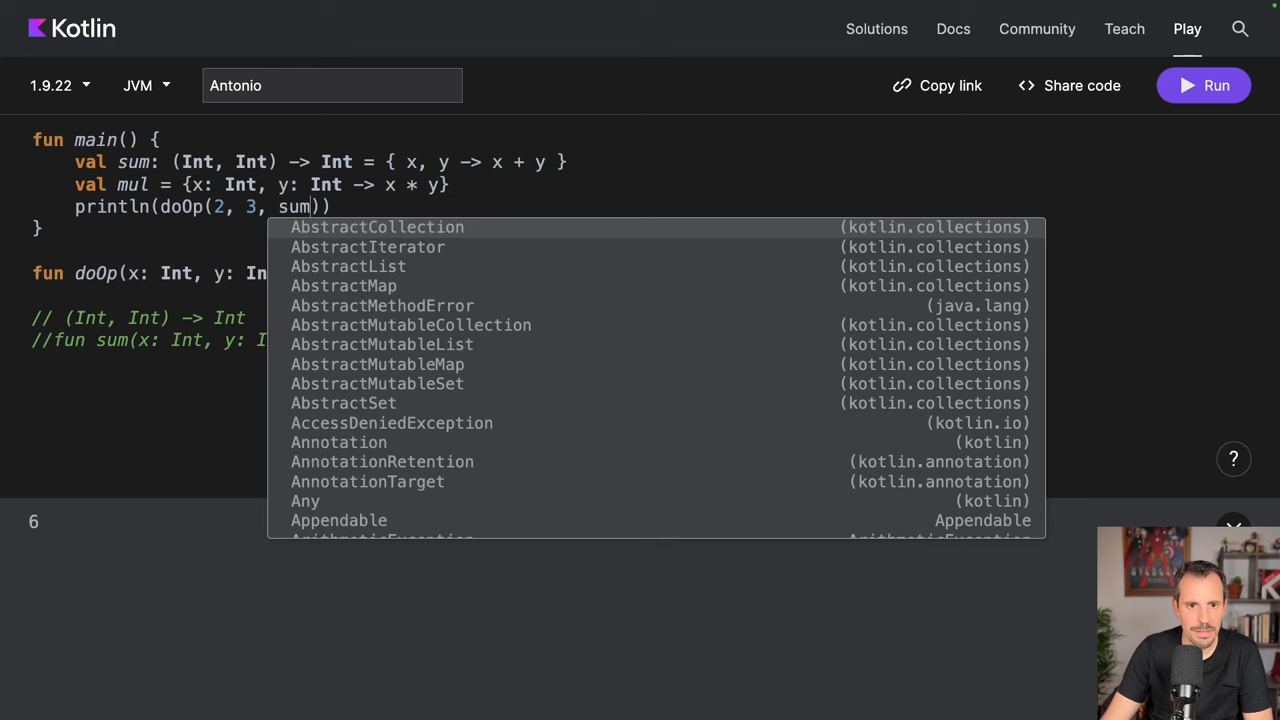 Kotlin
Solutions Docs Community Teach Play
1.9.22 JVM Antonio Copy link Share code Run
fun main() {
val sum: (Int, Int) -> Int = { x, y -> x + y }
val mul = {x: Int, y: Int -> x * y}
println(doOp(2, 3, sum))
}
fun doOp(x: Int, y: In
// (Int, Int) -> Int
//fun sum(x: Int, y: I
AbstractCollection (kotlin.collections)
AbstractIterator (kotlin.collections)
AbstractList (kotlin.collections)
AbstractMap (kotlin.collections)
AbstractMethodError (java.lang)
AbstractMutableCollection (kotlin.collections)
AbstractMutableList (kotlin.collections)
AbstractMutableMap (kotlin.collections)
AbstractMutableSet (kotlin.collections)
AbstractSet (kotlin.collections)
AccessDeniedException (kotlin.io)
Annotation (kotlin)
AnnotationRetention (kotlin.annotation)
AnnotationTarget (kotlin.annotation)
Any (kotlin)
Appendable Appendable
ArithmeticException ArithmeticException
?
6